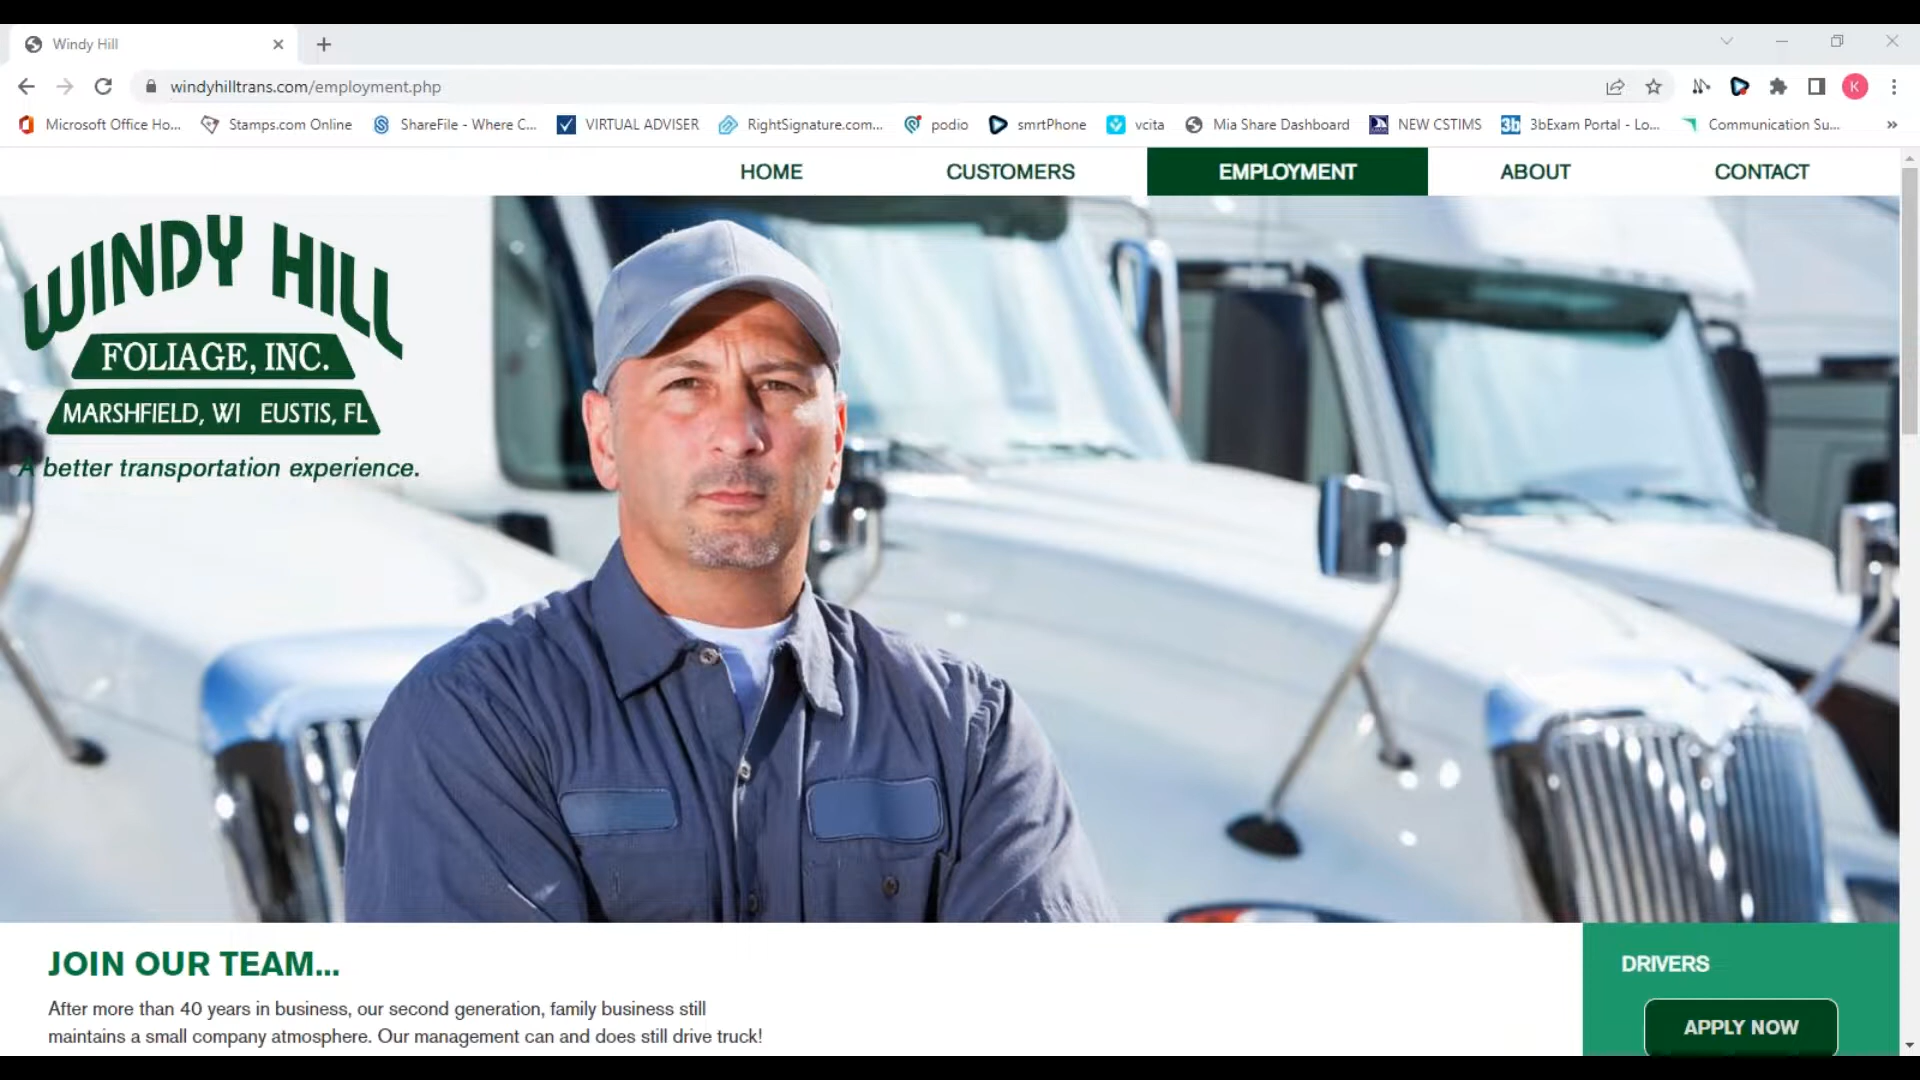 Windy Hill
windyhilltrans.com/employment.php
K
Microsoft Office Ho...
Stamps.com Online
ShareFile - Where C...
VIRTUAL ADVISER
RightSignature.com...
podio
smrtPhone
vcita
Mia Share Dashboard
NEW CSTIMS
3b
3bExam Portal - Lo...
Communication Su...
HOME
CUSTOMERS
EMPLOYMENT
ABOUT
CONTACT
WINDY HILL
FOLIAGE, INC.
MARSHFIELD, WI EUSTIS, FL
A better transportation experience.
JOIN OUR TEAM...
After more than 40 years in business, our second generation, family business still
maintains a small company atmosphere. Our management can and does still drive truck!
DRIVERS
APPLY NOW